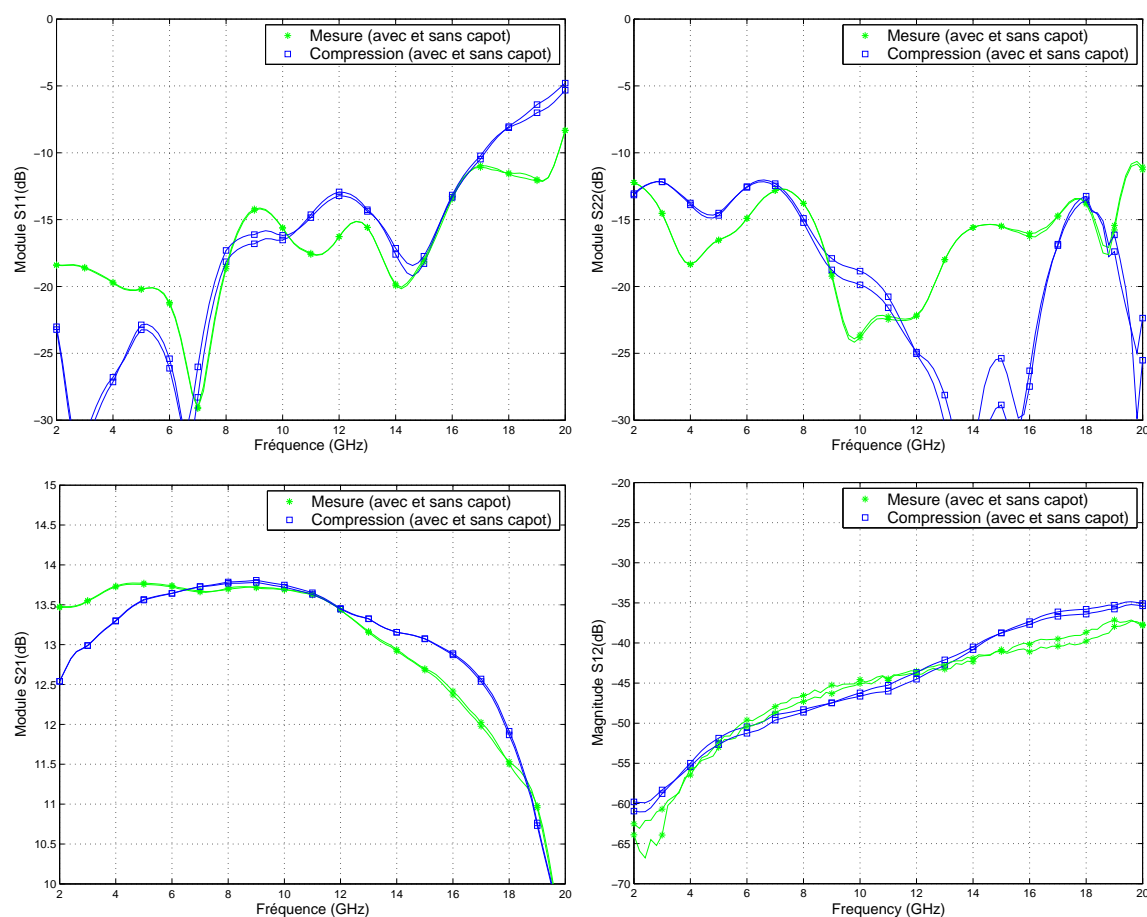 0
−5
−10
−15
−20
−25
−30
Module S11(dB)
Mesure (avec et sans capot)
Compression (avec et sans capot)
2 4 6 8 10 12 14 16 18 20
Fréquence (GHz)
0
−5
−10
−15
−20
−25
−30
Module S22(dB)
Mesure (avec et sans capot)
Compression (avec et sans capot)
2 4 6 8 10 12 14 16 18 20
Fréquence (GHz)
15
14.5
14
13.5
13
12.5
12
11.5
11
10.5
10
Module S21(dB)
Mesure (avec et sans capot)
Compression (avec et sans capot)
2 4 6 8 10 12 14 16 18 20
Fréquence (GHz)
−20
−25
−30
−35
−40
−45
−50
−55
−60
−65
−70
Magnitude S12(dB)
Mesure (avec et sans capot)
Compression (avec et sans capot)
2 4 6 8 10 12 14 16 18 20
Frequency (GHz)